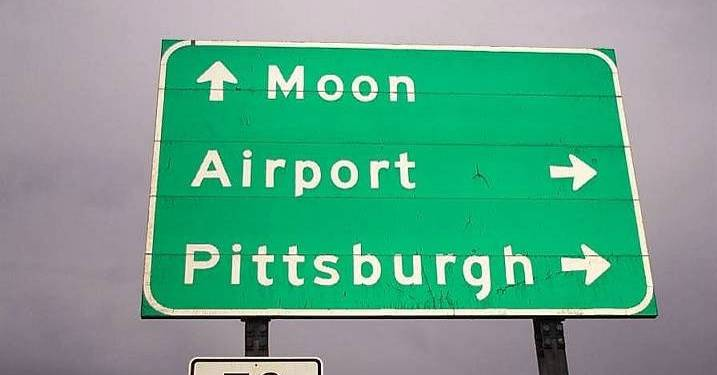 ↑ Moon
Airport →
Pittsburgh →